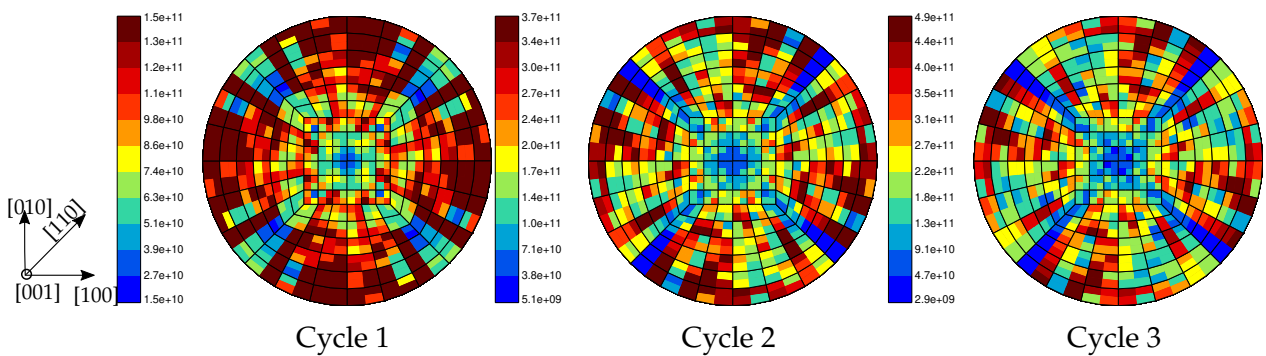 1.5e+11
1.3e+11
1.2e+11
1.1e+11
9.8e+10
8.6e+10
7.4e+10
6.3e+10
5.1e+10
3.9e+10
2.7e+10
1.5e+10
3.7e+11
3.4e+11
3.0e+11
2.7e+11
2.4e+11
2.0e+11
1.7e+11
1.4e+11
1.0e+11
7.1e+10
3.8e+10
5.1e+09
4.9e+11
4.4e+11
4.0e+11
3.5e+11
3.1e+11
2.7e+11
2.2e+11
1.8e+11
1.3e+11
9.1e+10
4.7e+10
2.9e+09
[010]
[110]
[001]
[100]
Cycle 1
Cycle 2
Cycle 3